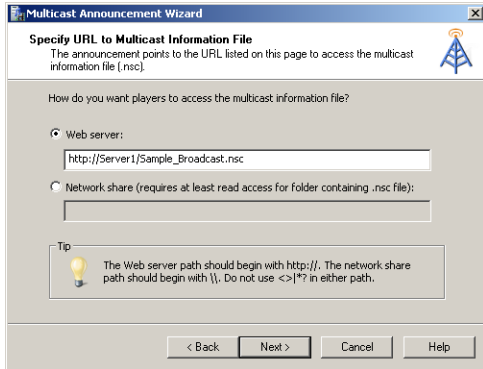 Multicast Announcement Wizard
Specify URL to Multicast Information File
The announcement points to the URL listed on this page to access the multicast
information file (.nsc).
How do you want players to access the multicast information file?
Web server:
http://Server1/Sample_Broadcast.nsc
Network share (requires at least read access for folder containing .nsc file):
Tip
The Web server path should begin with http://. The network share
path should begin with \\. Do not use <>|*? in either path.
< Back Next > Cancel Help